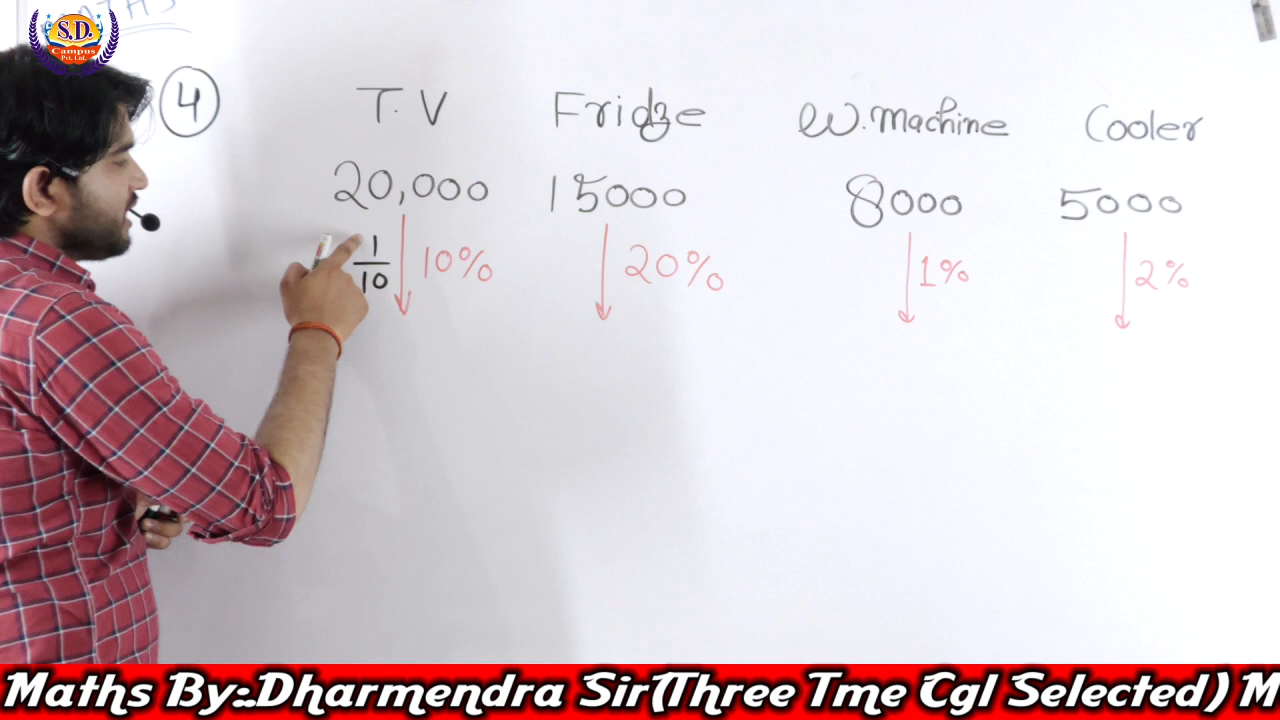 S.D.
Campus
Pvt. Ltd.
4
T.V Fridze W.machine Cooler
20,000 15000 8000 5000
1/10 10% 20% 1% 2%
Maths By:.Dharmendra Sir(Three Tme Cgl Selected) M